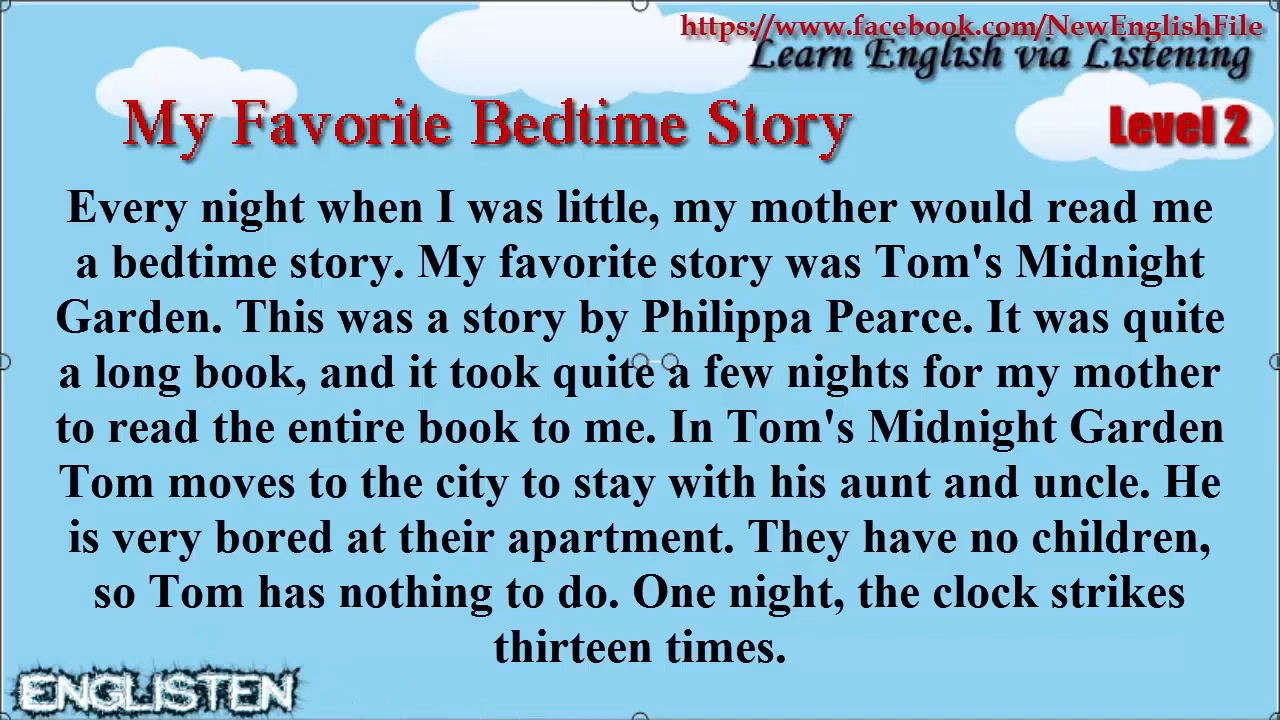 https://www.facebook.com/NewEnglishFile
Learn English via Listening
My Favorite Bedtime Story
Level 2
Every night when I was little, my mother would read me
a bedtime story. My favorite story was Tom's Midnight
Garden. This was a story by Philippa Pearce. It was quite
a long book, and it took quite a few nights for my mother
to read the entire book to me. In Tom's Midnight Garden
Tom moves to the city to stay with his aunt and uncle. He
is very bored at their apartment. They have no children,
so Tom has nothing to do. One night, the clock strikes
thirteen times.
ENGLISTEN